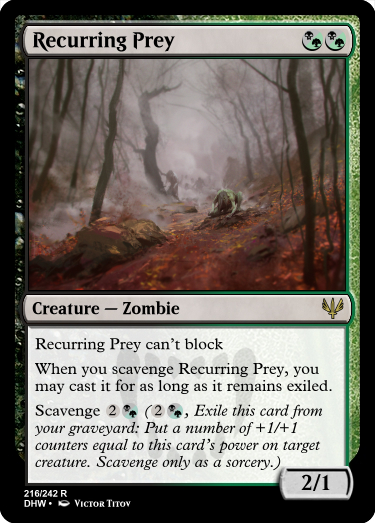 Recurring Prey
Creature — Zombie
Recurring Prey can't block
When you scavenge Recurring Prey, you
may cast it for as long as it remains exiled.
Scavenge 2 (2 , Exile this card from
your graveyard: Put a number of +1/+1
counters equal to this card's power on target
creature. Scavenge only as a sorcery.)
2/1
216/242 R
DHW • Victor Titov